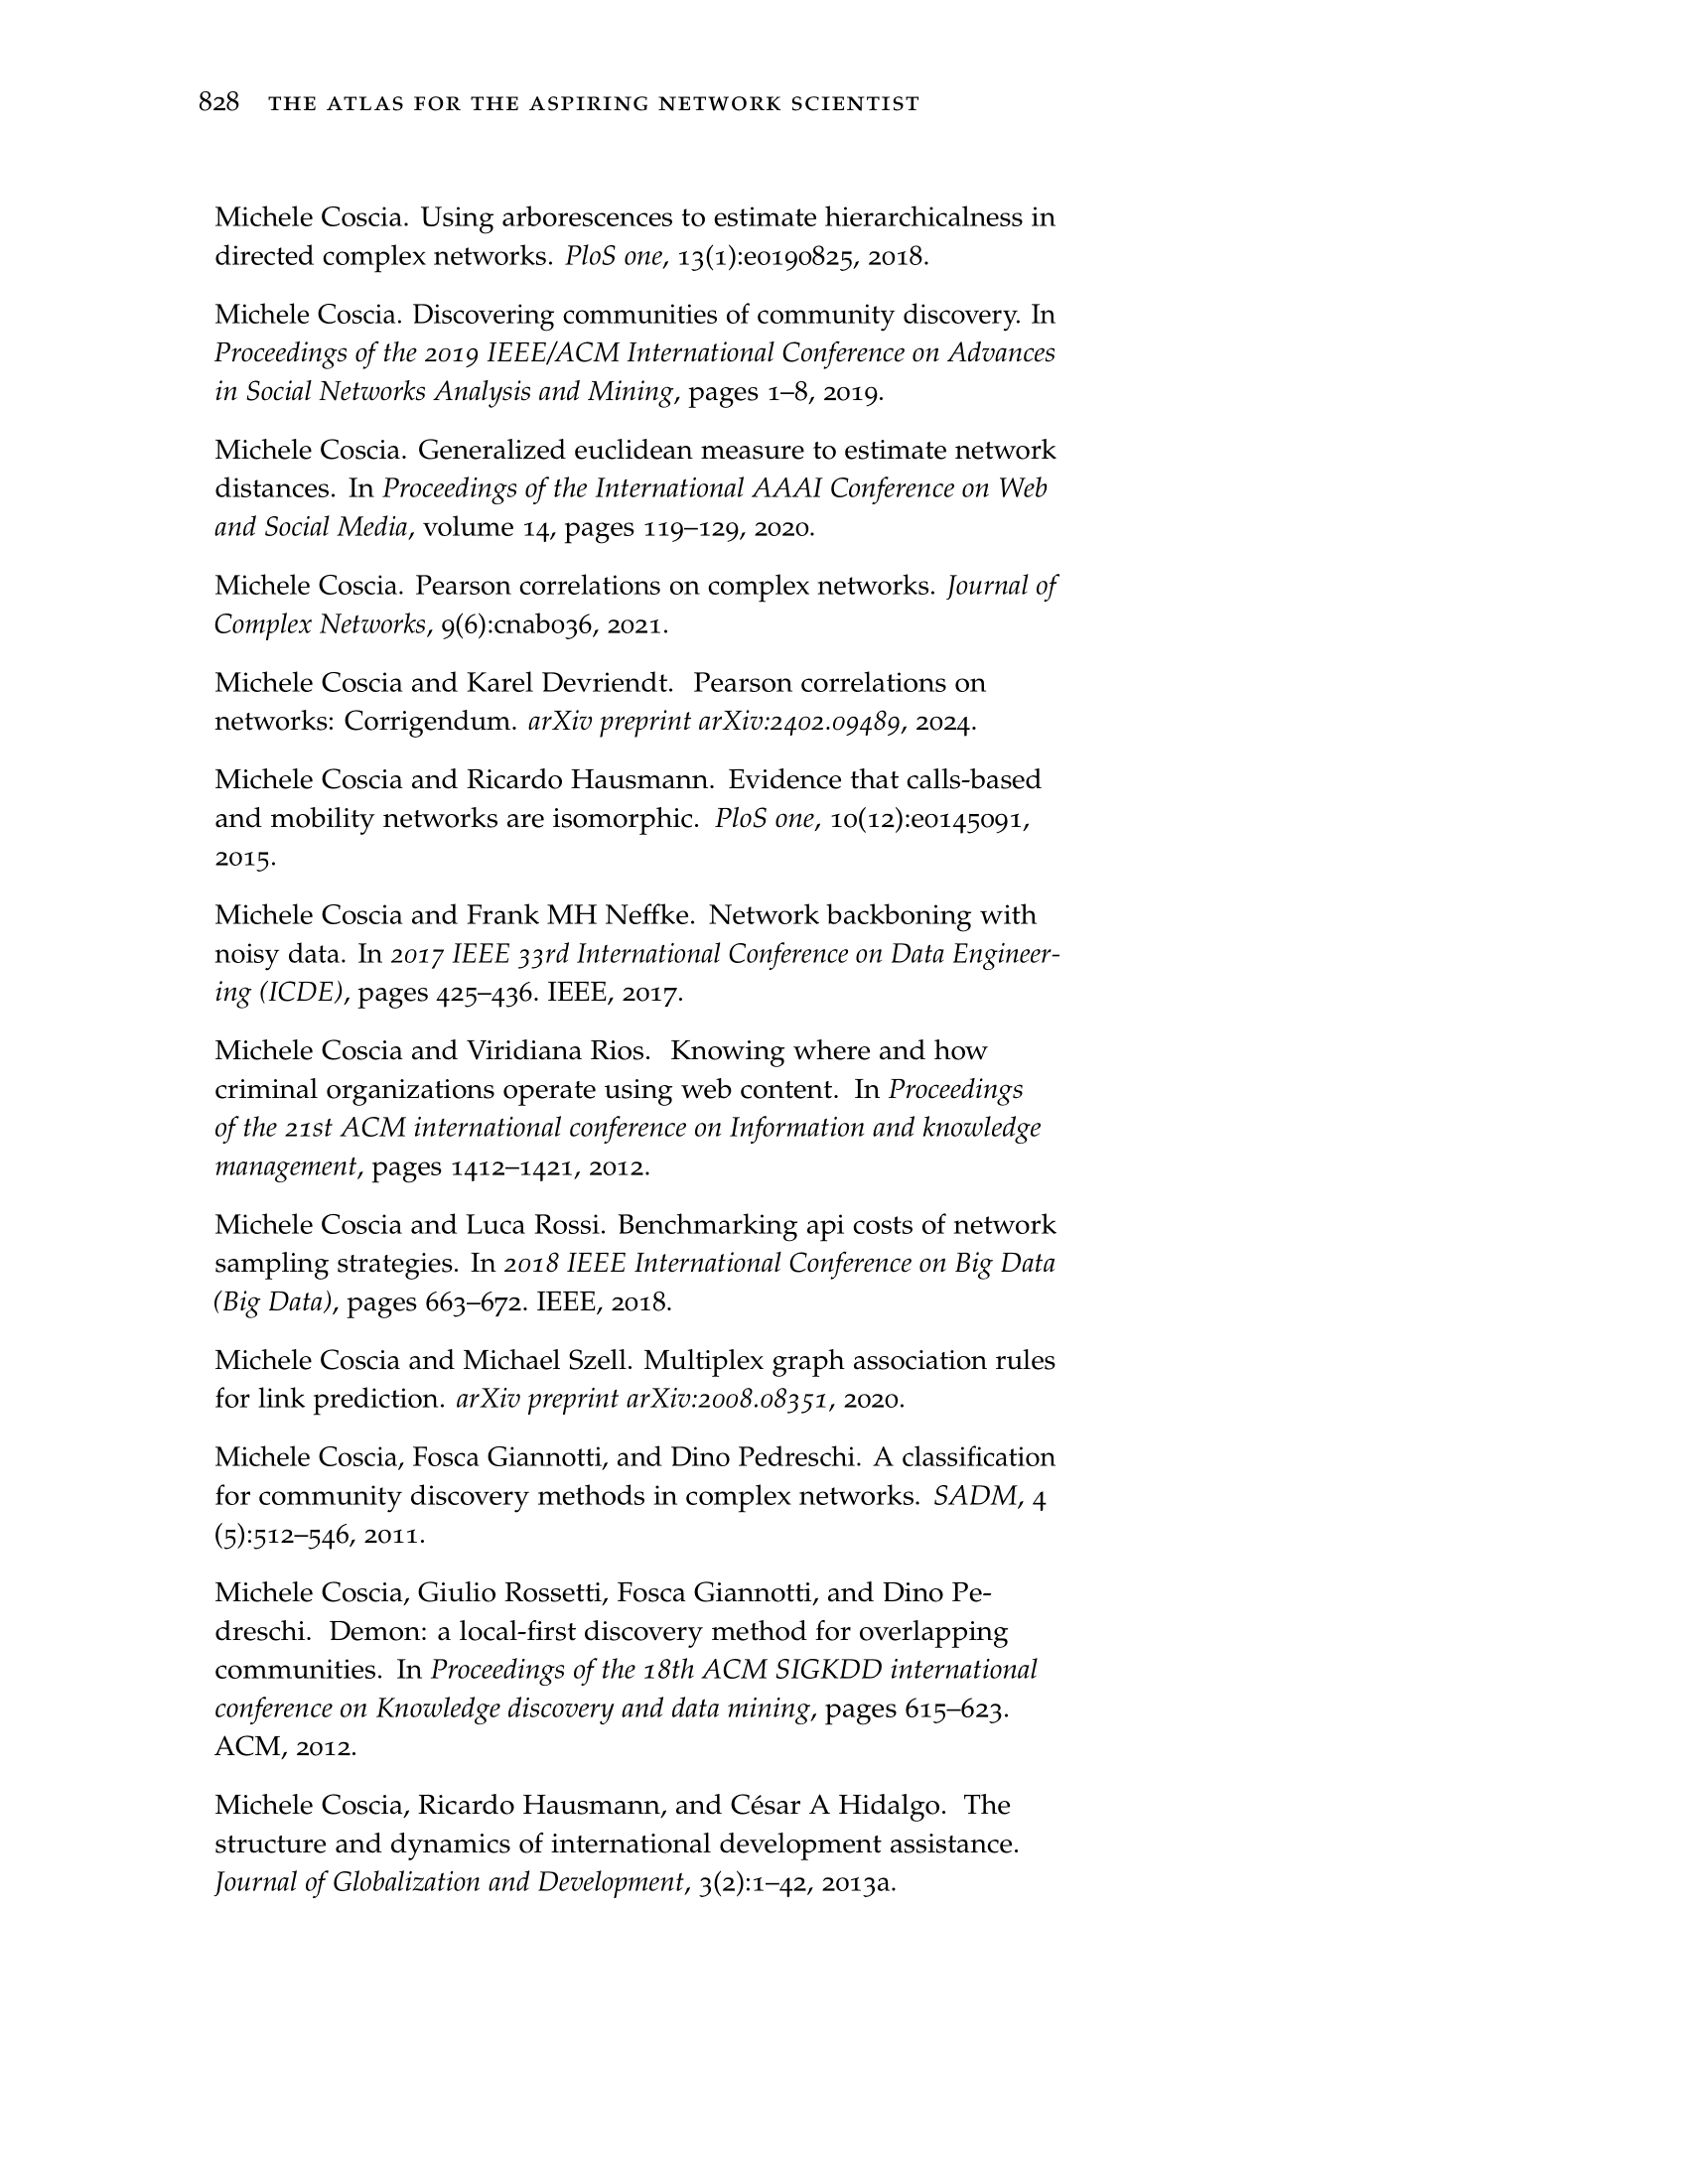 828 THE ATLAS FOR THE ASPIRING NETWORK SCIENTIST
Michele Coscia. Using arborescences to estimate hierarchicalness in
directed complex networks. PloS one, 13(1):e0190825, 2018.
Michele Coscia. Discovering communities of community discovery. In
Proceedings of the 2019 IEEE/ACM International Conference on Advances
in Social Networks Analysis and Mining, pages 1–8, 2019.
Michele Coscia. Generalized euclidean measure to estimate network
distances. In Proceedings of the International AAAI Conference on Web
and Social Media, volume 14, pages 119–129, 2020.
Michele Coscia. Pearson correlations on complex networks. Journal of
Complex Networks, 9(6):cnab036, 2021.
Michele Coscia and Karel Devriendt. Pearson correlations on
networks: Corrigendum. arXiv preprint arXiv:2402.09489, 2024.
Michele Coscia and Ricardo Hausmann. Evidence that calls-based
and mobility networks are isomorphic. PloS one, 10(12):e0145091,
2015.
Michele Coscia and Frank MH Neffke. Network backboning with
noisy data. In 2017 IEEE 33rd International Conference on Data Engineer-
ing (ICDE), pages 425–436. IEEE, 2017.
Michele Coscia and Viridiana Rios. Knowing where and how
criminal organizations operate using web content. In Proceedings
of the 21st ACM international conference on Information and knowledge
management, pages 1412–1421, 2012.
Michele Coscia and Luca Rossi. Benchmarking api costs of network
sampling strategies. In 2018 IEEE International Conference on Big Data
(Big Data), pages 663–672. IEEE, 2018.
Michele Coscia and Michael Szell. Multiplex graph association rules
for link prediction. arXiv preprint arXiv:2008.08351, 2020.
Michele Coscia, Fosca Giannotti, and Dino Pedreschi. A classification
for community discovery methods in complex networks. SADM, 4
(5):512–546, 2011.
Michele Coscia, Giulio Rossetti, Fosca Giannotti, and Dino Pe-
dreschi. Demon: a local-first discovery method for overlapping
communities. In Proceedings of the 18th ACM SIGKDD international
conference on Knowledge discovery and data mining, pages 615–623.
ACM, 2012.
Michele Coscia, Ricardo Hausmann, and César A Hidalgo. The
structure and dynamics of international development assistance.
Journal of Globalization and Development, 3(2):1–42, 2013a.